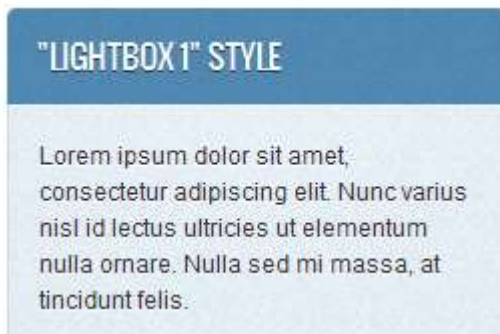 "LIGHTBOX 1" STYLE
Lorem ipsum dolor sit amet,
consectetur adipiscing elit. Nunc varius
nisl id lectus ultricies ut elementum
nulla ornare. Nulla sed mi massa, at
tincidunt felis.